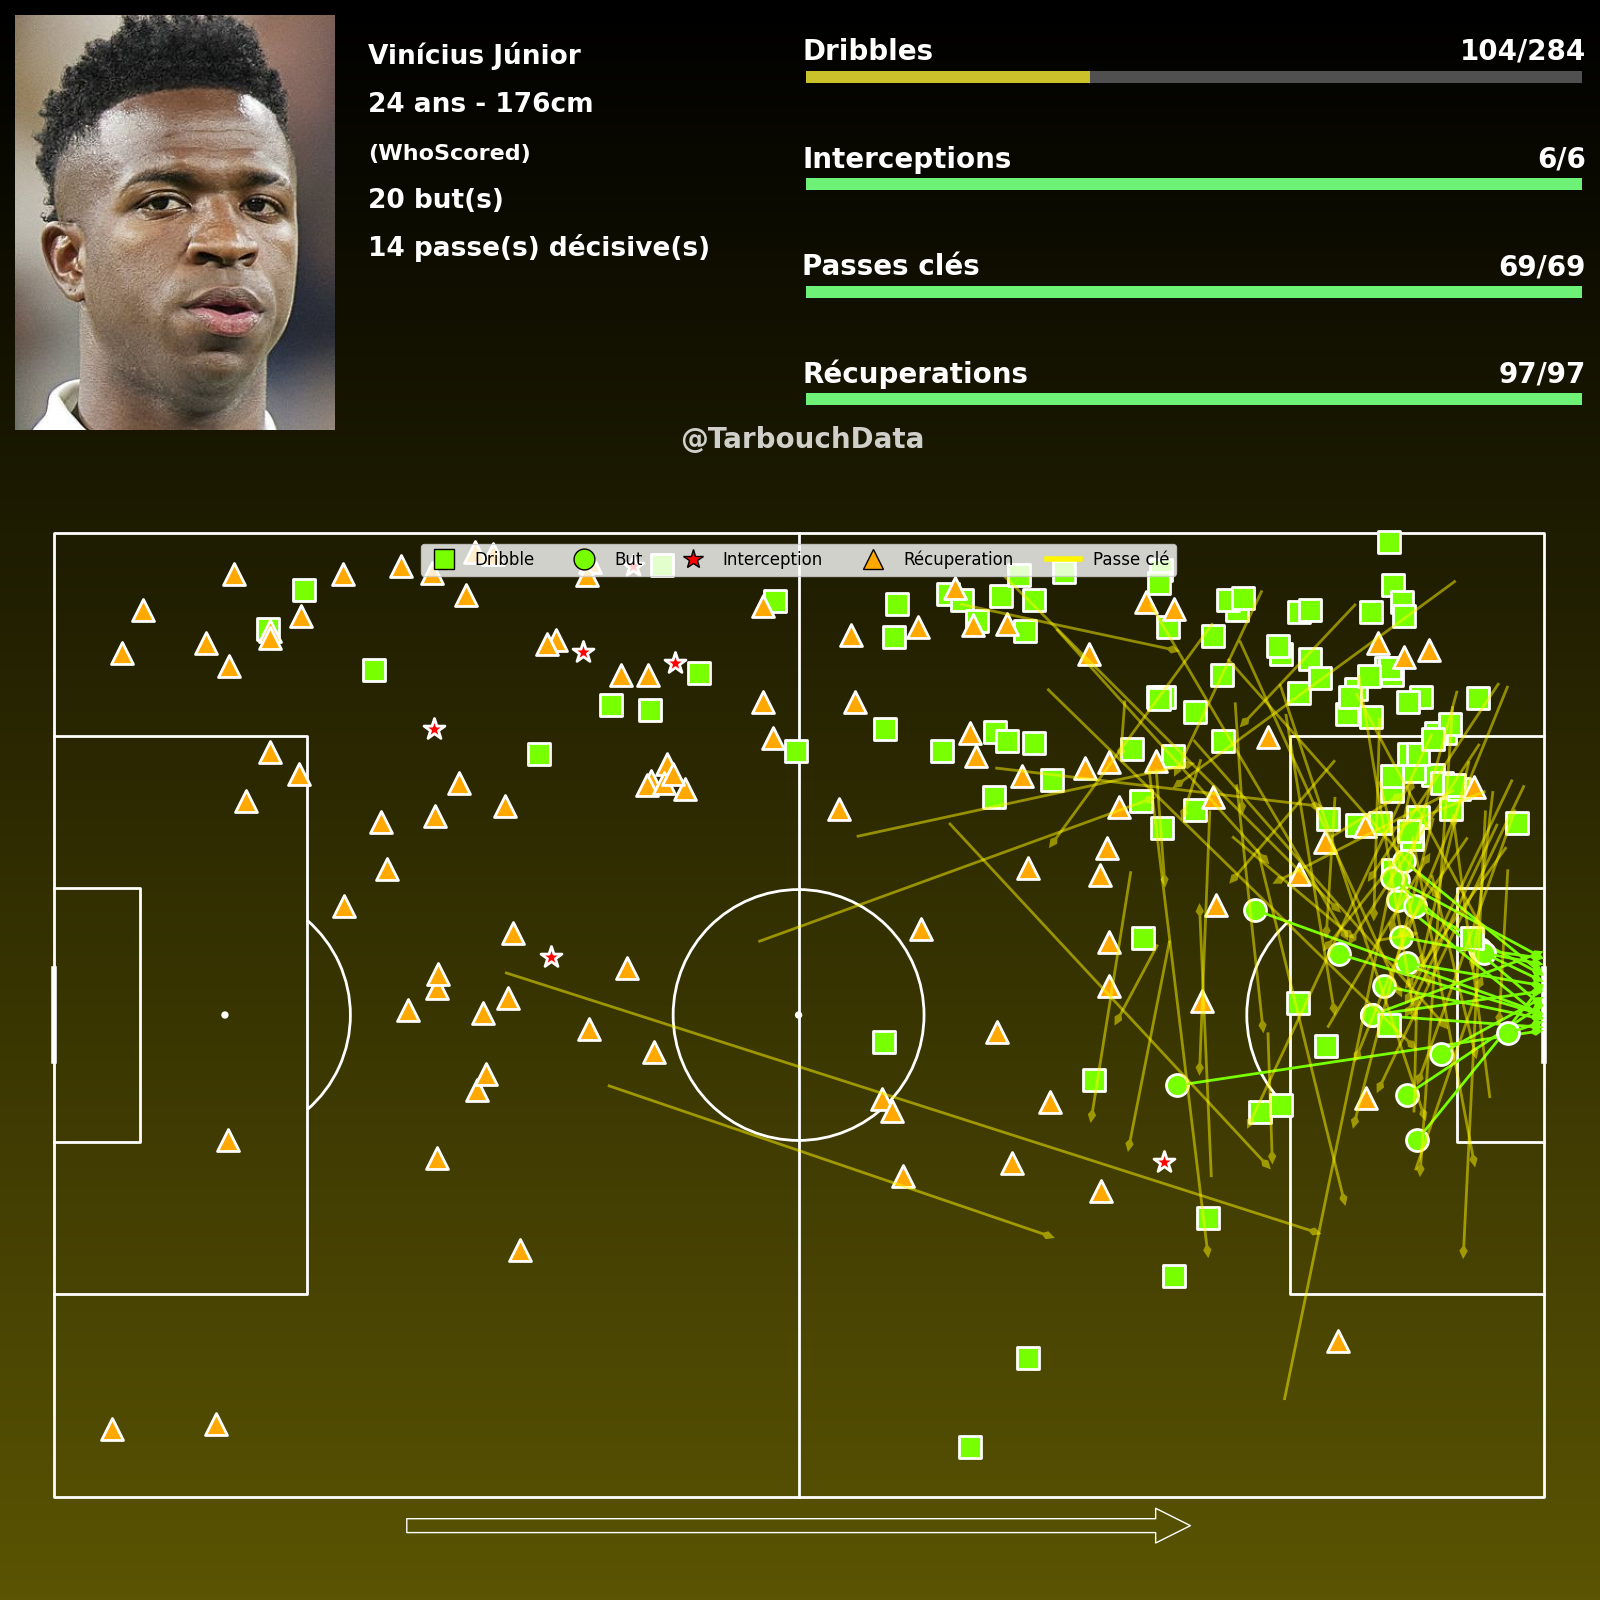 Vinícius Júnior
24 ans - 176cm
(WhoScored)
20 but(s)
14 passe(s) décisive(s)
Dribbles 104/284
Interceptions 6/6
Passes clés 69/69
Récuperations 97/97
@TarbouchData
Dribble But Interception Récuperation Passe clé